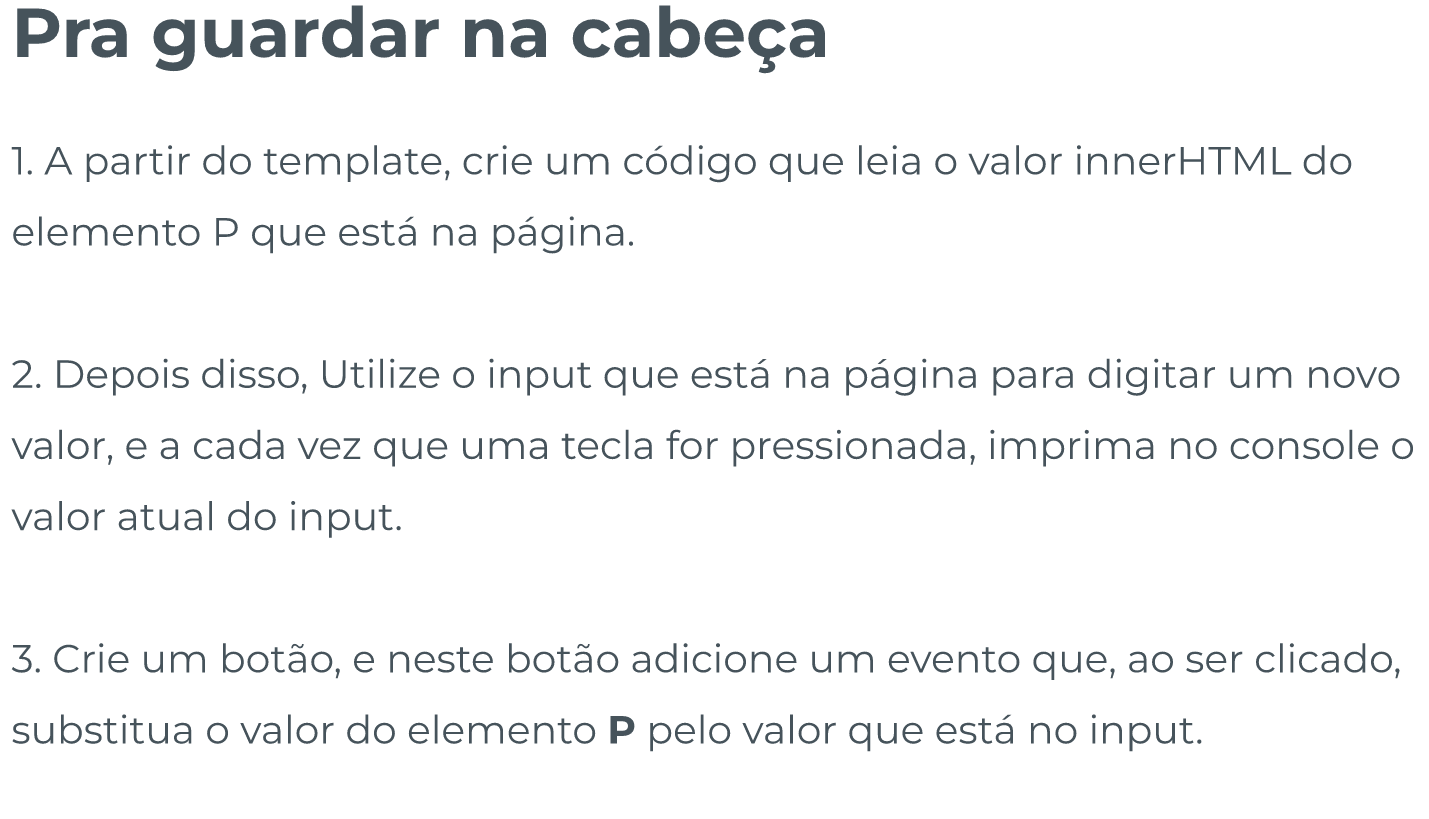 Pra guardar na cabeça
1. A partir do template, crie um código que leia o valor innerHTML do
elemento P que está na página.
2. Depois disso, Utilize o input que está na página para digitar um novo
valor, e a cada vez que uma tecla for pressionada, imprima no console o
valor atual do input.
3. Crie um botão, e neste botão adicione um evento que, ao ser clicado,
substitua o valor do elemento P pelo valor que está no input.